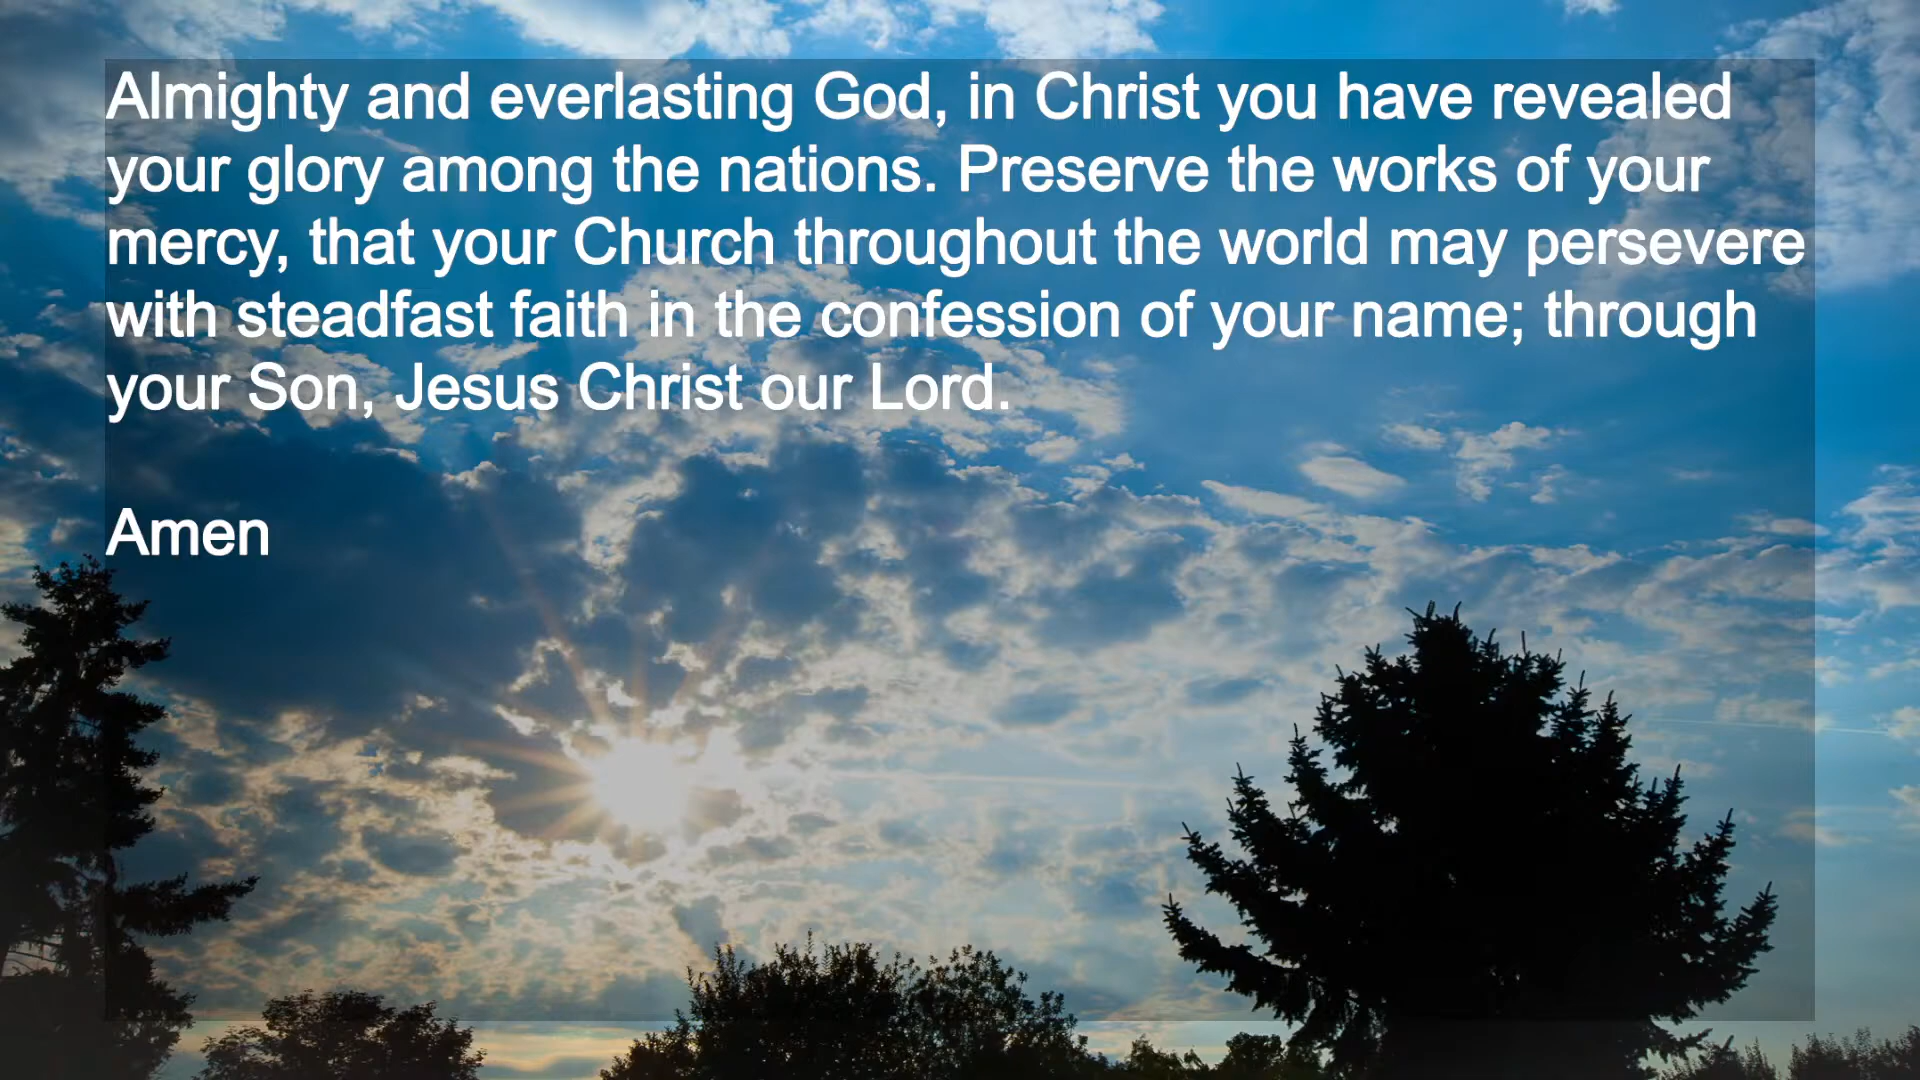 Almighty and everlasting God, in Christ you have revealed
your glory among the nations. Preserve the works of your
mercy, that your Church throughout the world may persevere
with steadfast faith in the confession of your name; through
your Son, Jesus Christ our Lord.
Amen